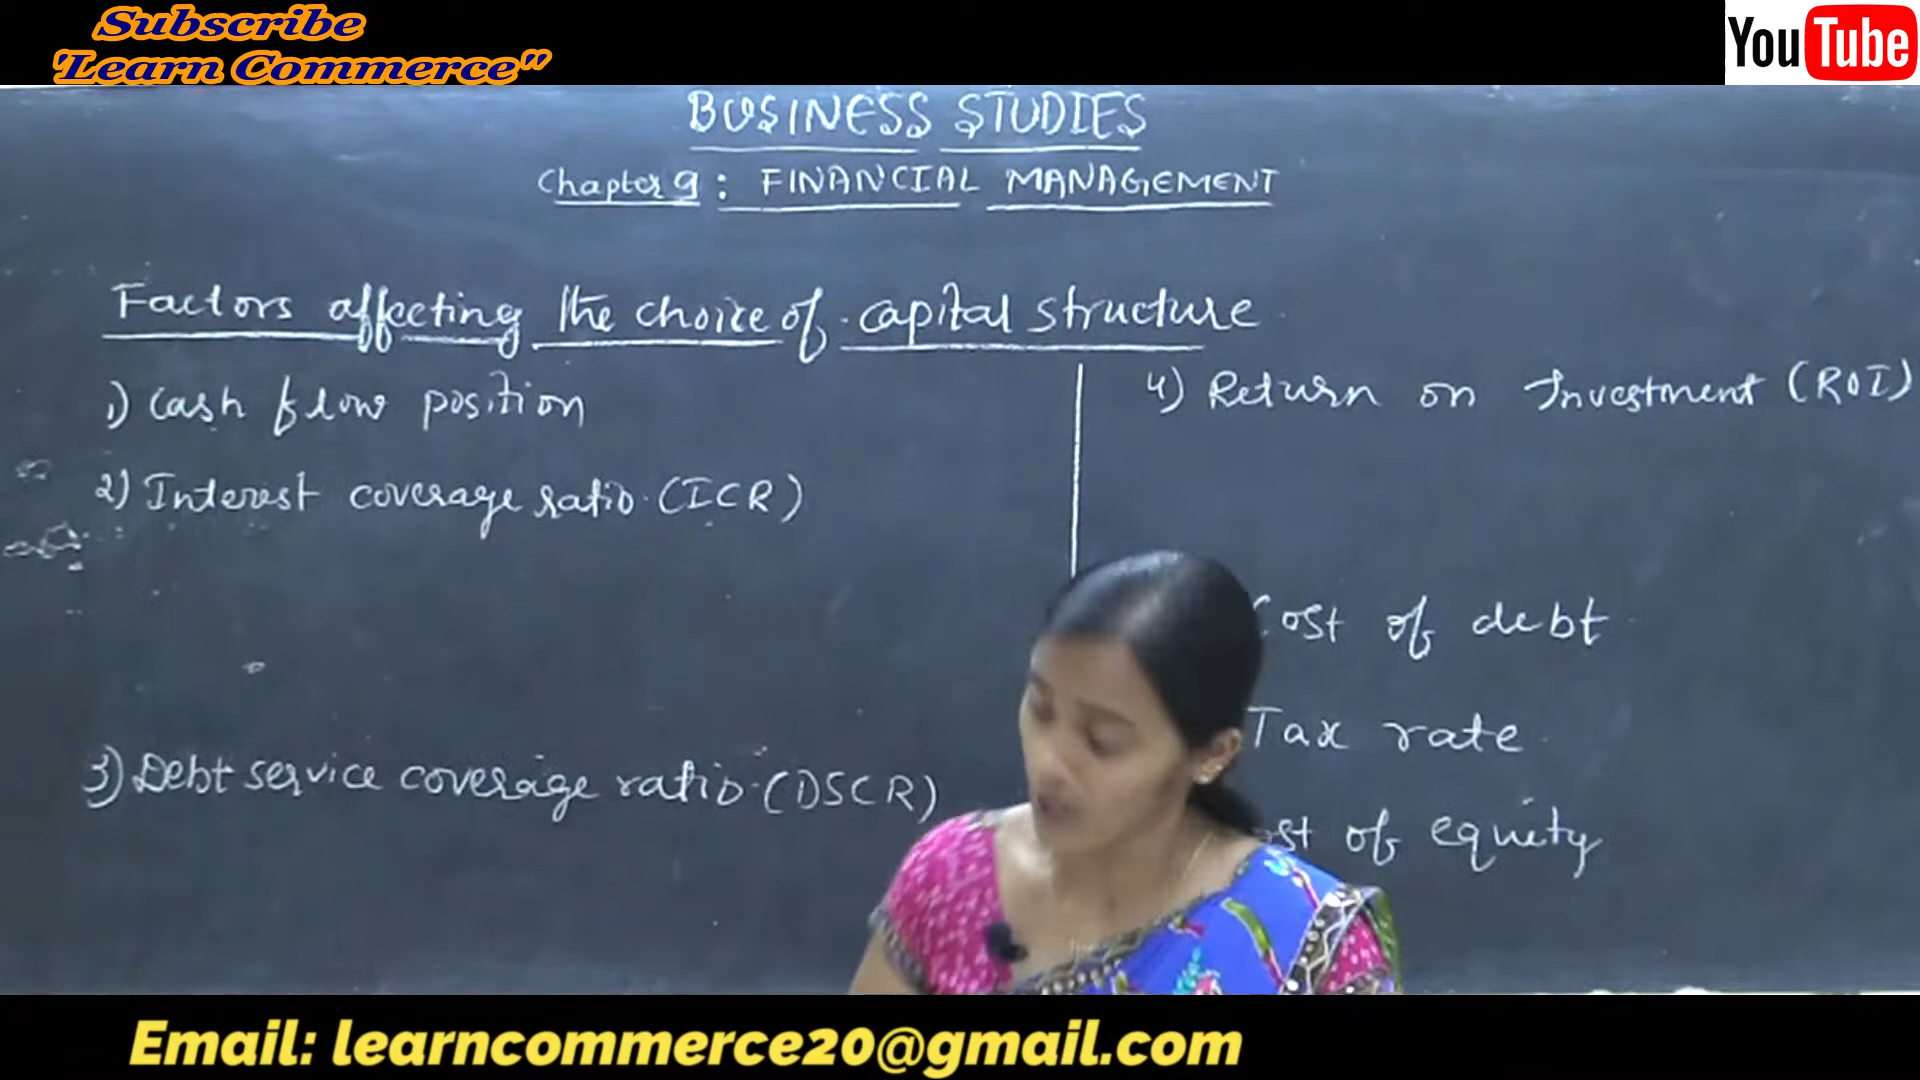 Subscribe
"Learn Commerce"
YouTube
BUSINESS STUDIES
Chapter 9 : FINANCIAL MANAGEMENT
Factors affecting the choice of capital structure
1) Cash flow position
2) Interest coverage ratio (ICR)
3) Debt service coverage ratio (DSCR)
4) Return on Investment (ROI)
Cost of debt
Tax rate
of equity
Email: learncommerce20@gmail.com